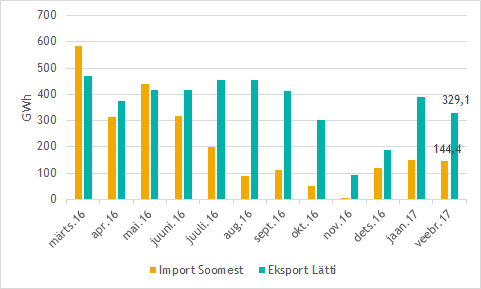 700
600
500
400
300
200
100
0
GWh
329,1
144,4
märts.16
apr.16
mai.16
juuni.16
juuli.16
aug.16
sept.16
okt.16
nov.16
dets.16
jaan.17
veebr.17
Import Soomest
Eksport Lätti